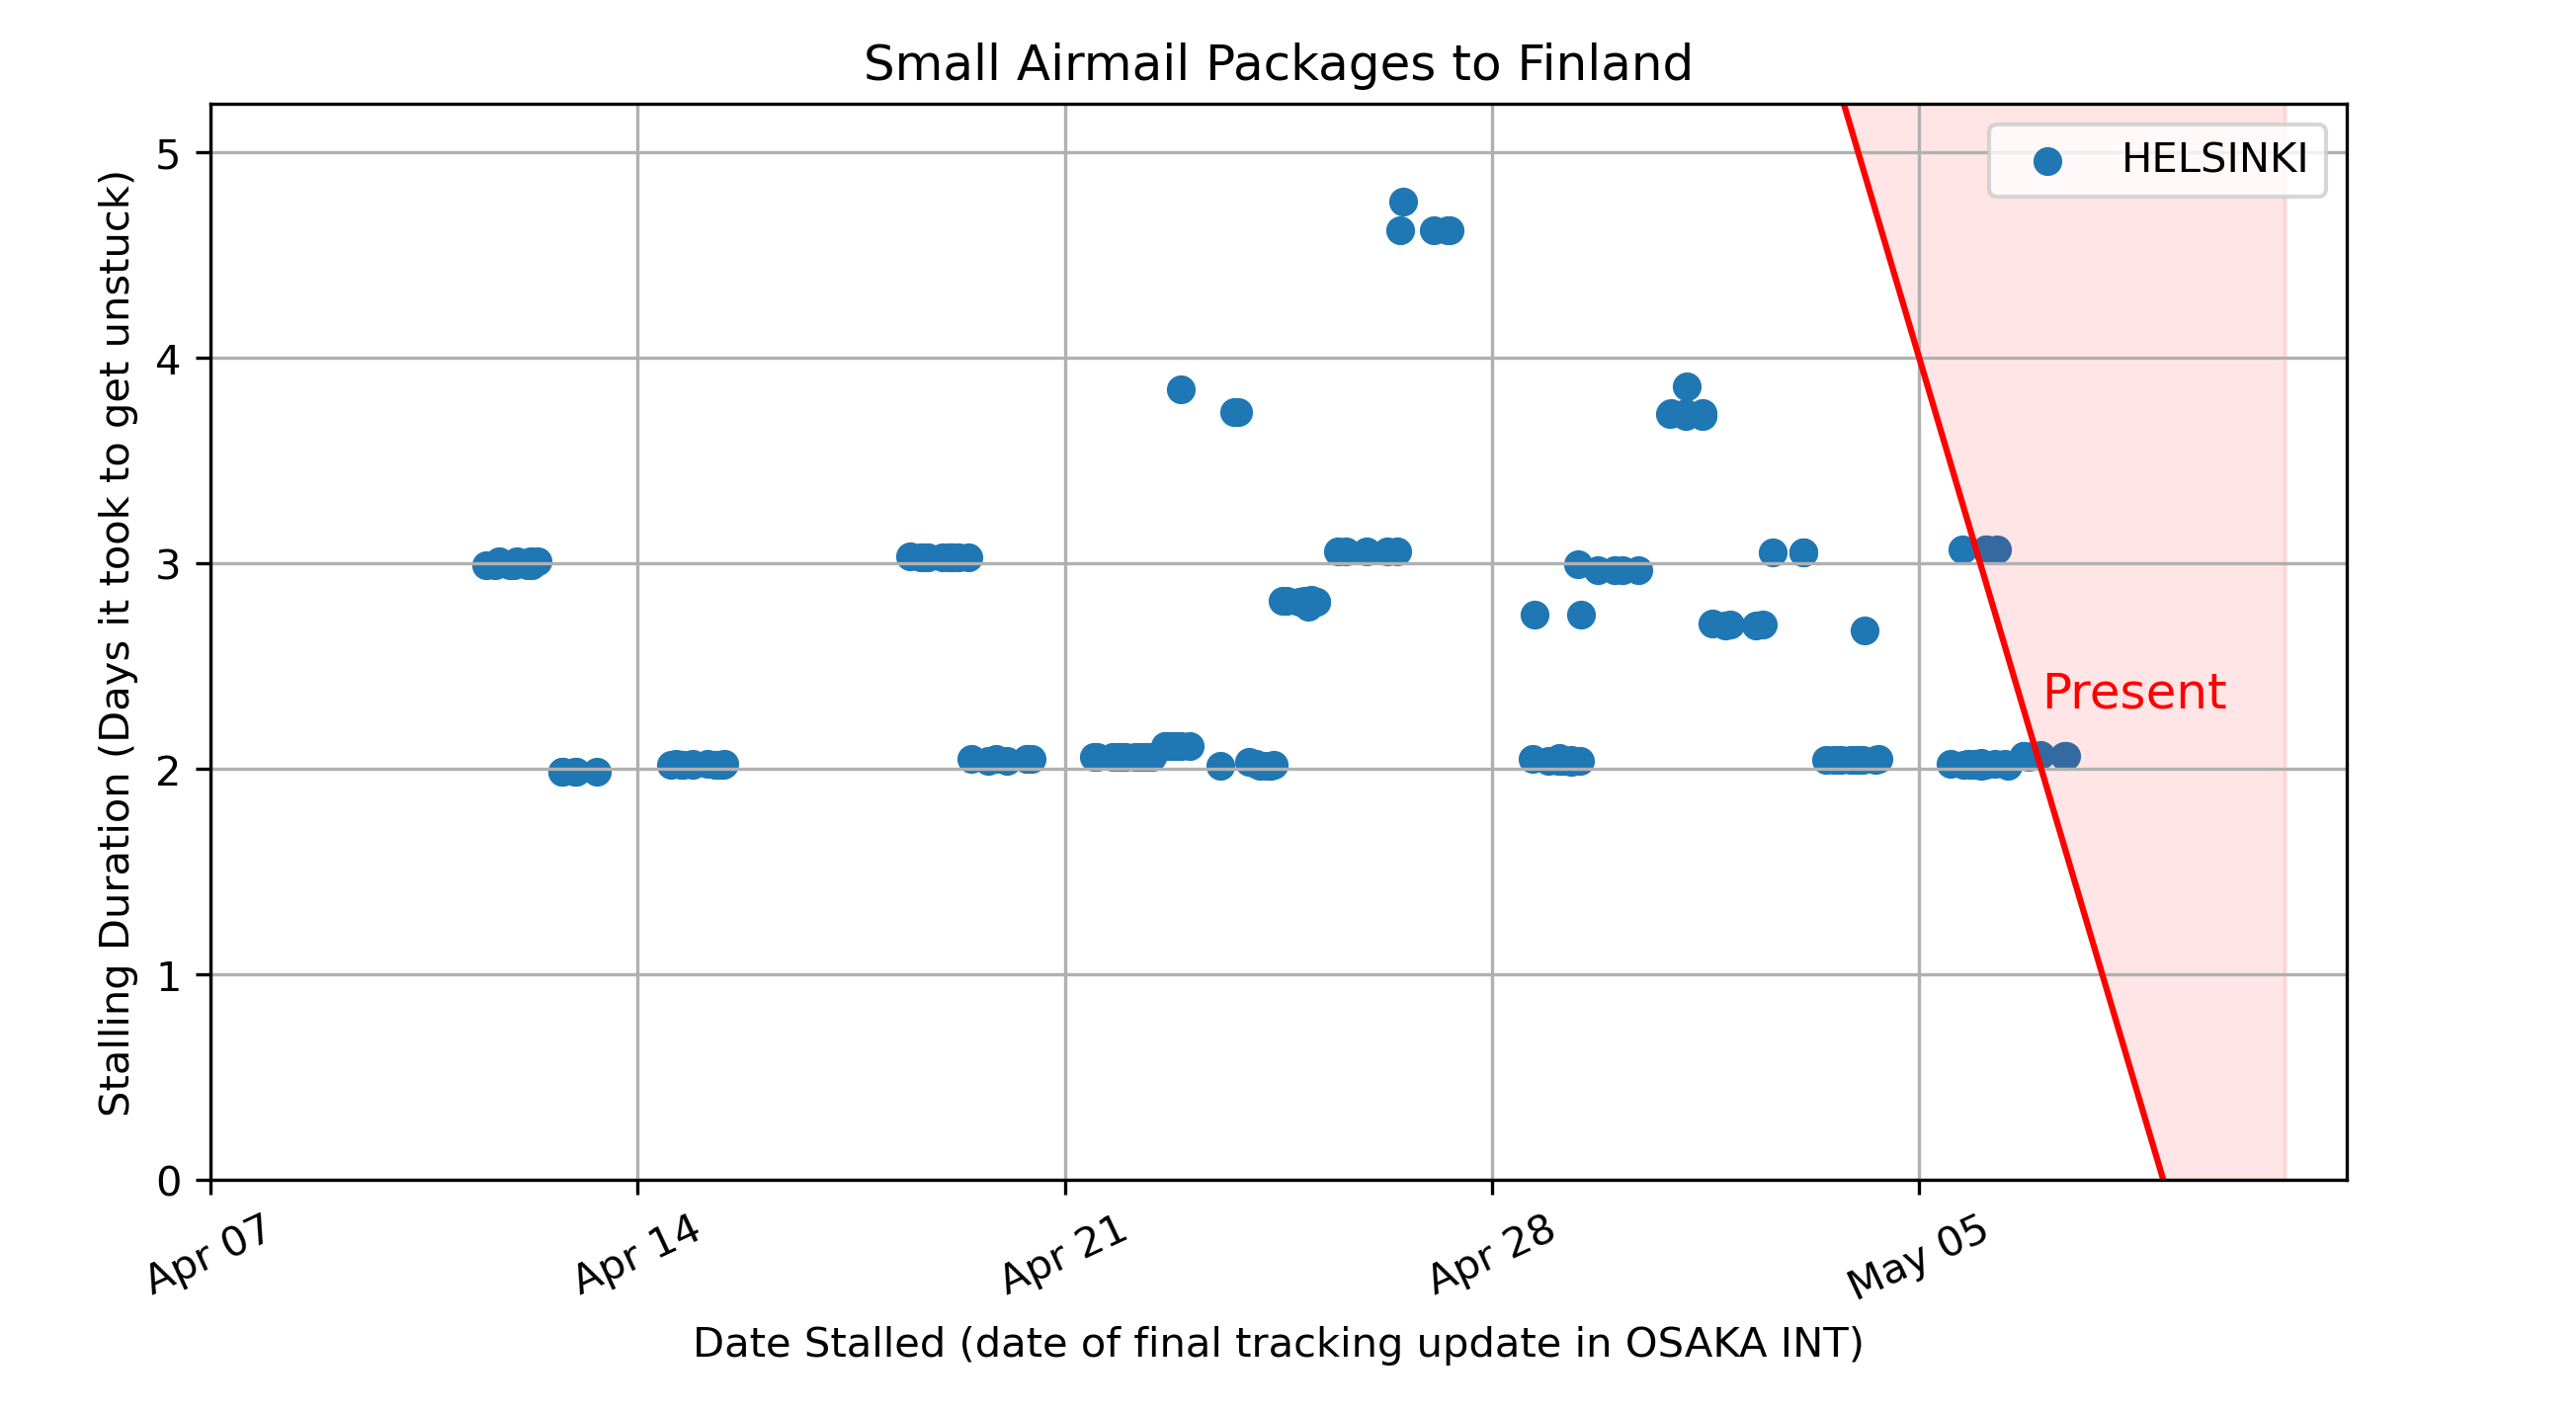 Small Airmail Packages to Finland
HELSINKI
Present
Stalling Duration (Days it took to get unstuck)
5
4
3
2
1
0
Apr 07
Apr 14
Apr 21
Apr 28
May 05
Date Stalled (date of final tracking update in OSAKA INT)